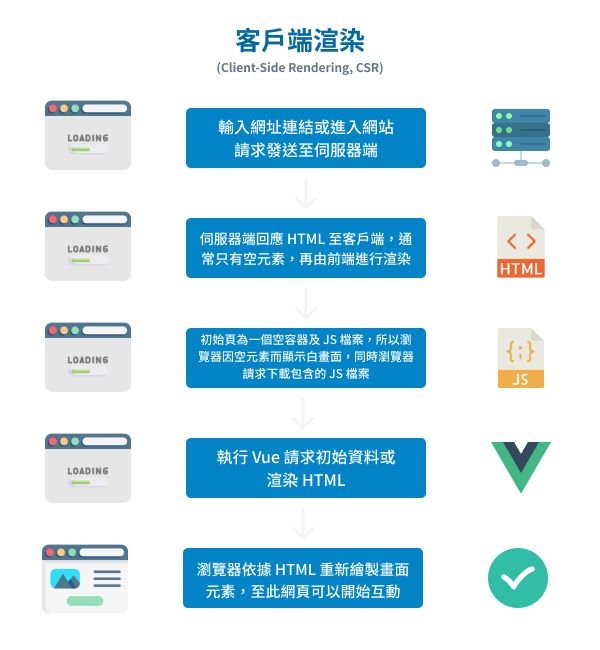 客戶端渲染
(Client-Side Rendering, CSR)
LOADING
輸入網址連結或進入網站
請求發送至伺服器端
LOADING
伺服器端回應 HTML 至客戶端，通
常只有空元素，再由前端進行渲染
HTML
LOADING
初始頁為一個空容器及 JS 檔案，所以瀏
覽器因空元素而顯示白畫面，同時瀏覽器
請求下載包含的 JS 檔案
{;}
JS
LOADING
執行 Vue 請求初始資料或
渲染 HTML
瀏覽器依據 HTML 重新繪製畫面
元素，至此網頁可以開始互動